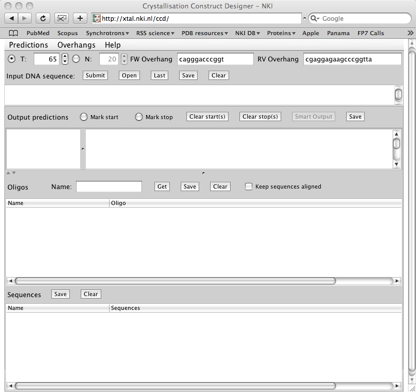 Crystallisation Construct Designer – NKI
http://xtal.nki.nl/ccd/
Google
PubMed Scopus Synchrotrons RSS science PDB resources NKI DB Proteins Apple Panama FP7 Calls
Predictions Overhangs Help
T: 65 N: 20 FW Overhang cagggacccggt RV Overhang cgaggagaagcccggtta
Input DNA sequence: Submit Open Last Save Clear
Output predictions Mark start Mark stop Clear start(s) Clear stop(s) Smart Output Save
Oligos Name: Get Save Clear Keep sequences aligned
Name Oligo
Sequences Save Clear
Name Sequences